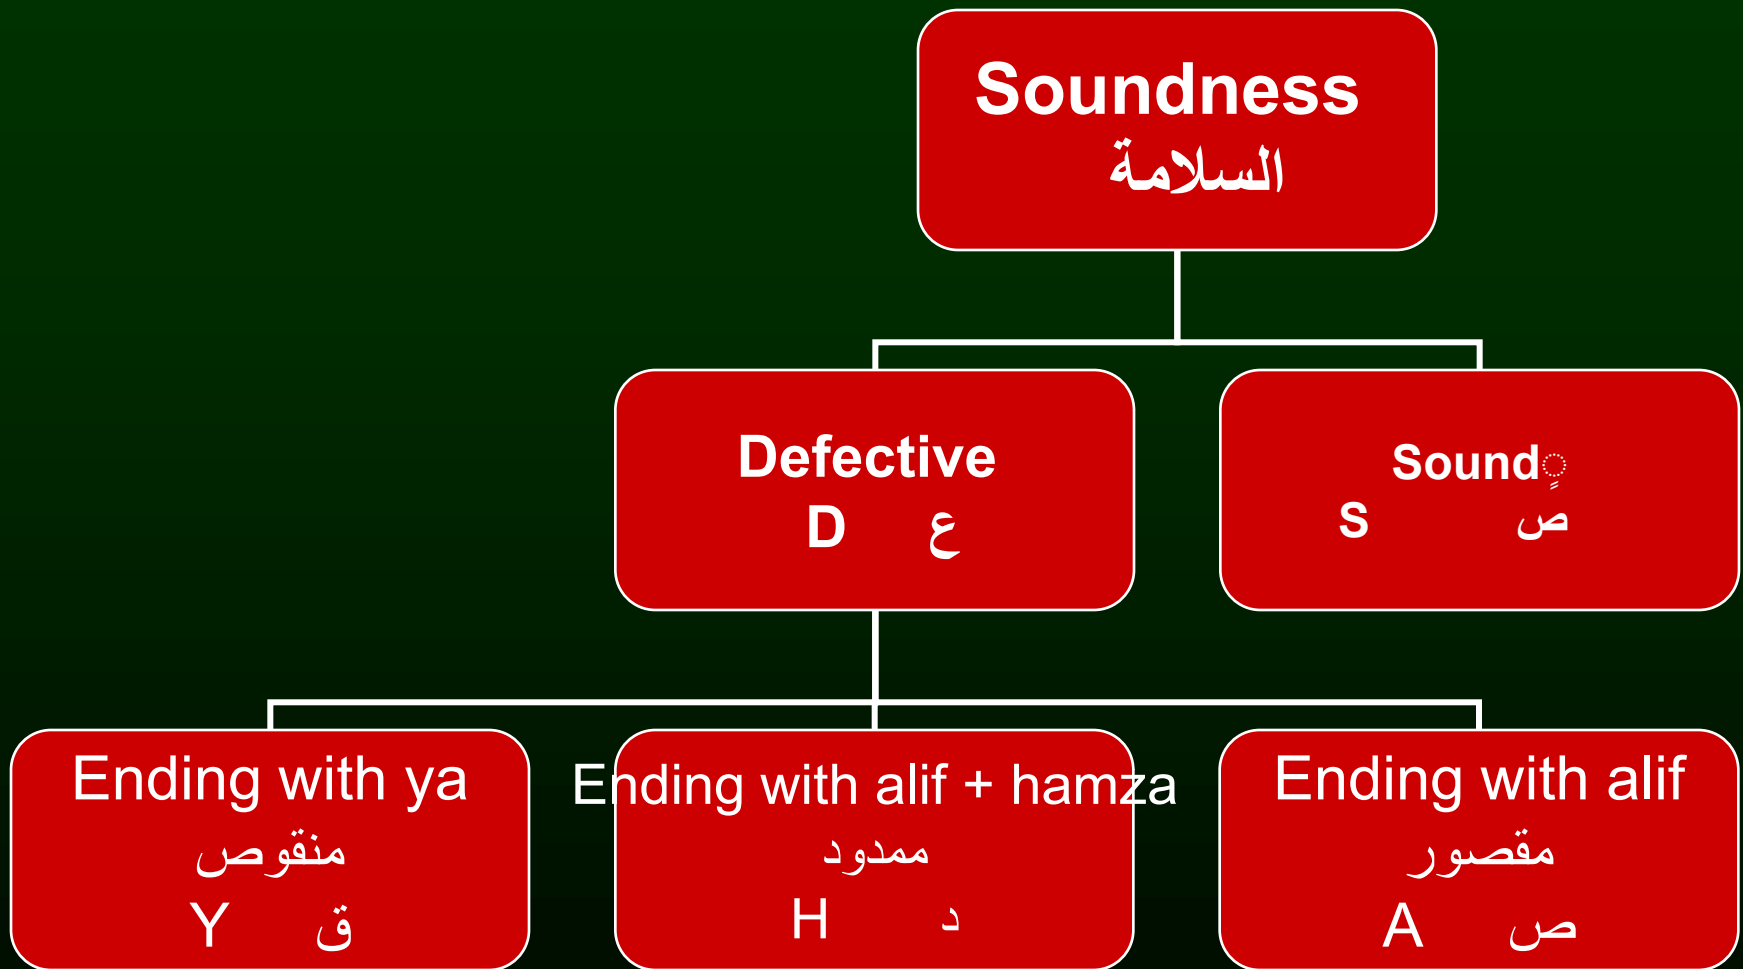 Soundness
السلامة
Defective
D ع
Soundٍ
S ص
Ending with ya
منقوص
Y ق
Ending with alif + hamza
ممدود
H د
Ending with alif
مقصور
A ص